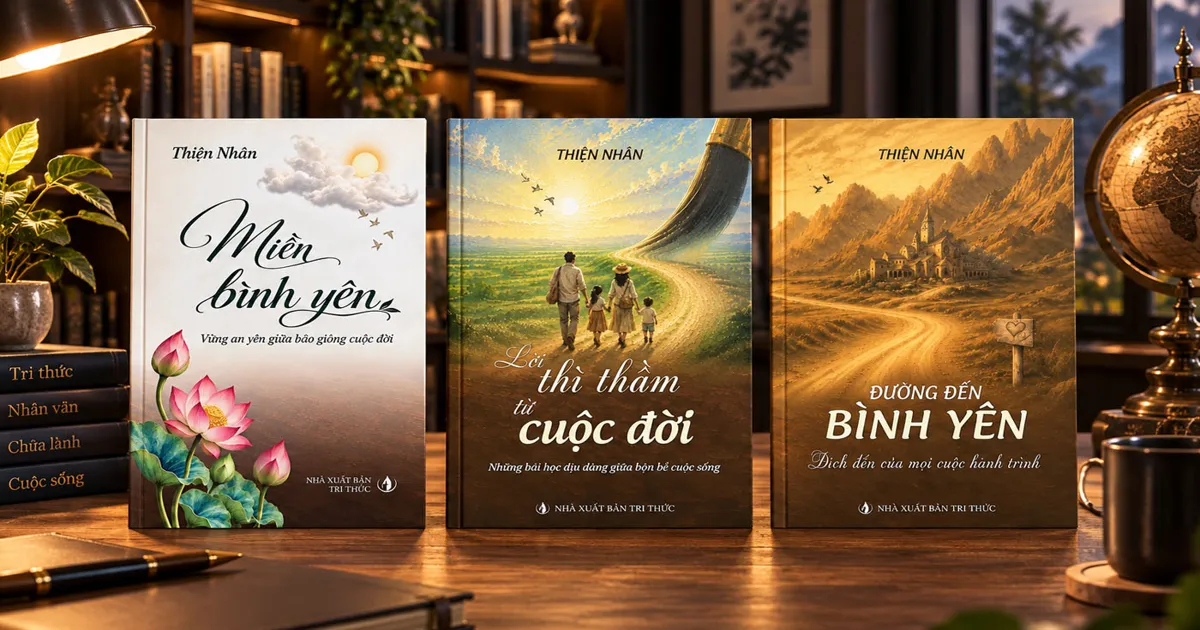 Tri thức
Nhân văn
Chữa lành
Cuộc sống
Thiện Nhân
Miền
bình yên
Vững an yên giữa bão giông cuộc đời
NHÀ XUẤT BẢN
TRI THỨC
THIỆN NHÂN
Lời
thì thầm
từ
cuộc đời
Những bài học dịu dàng giữa bộn bề cuộc sống
NHÀ XUẤT BẢN TRI THỨC
THIỆN NHÂN
ĐƯỜNG ĐẾN
BÌNH YÊN
Đích đến của mọi cuộc hành trình
NHÀ XUẤT BẢN TRI THỨC